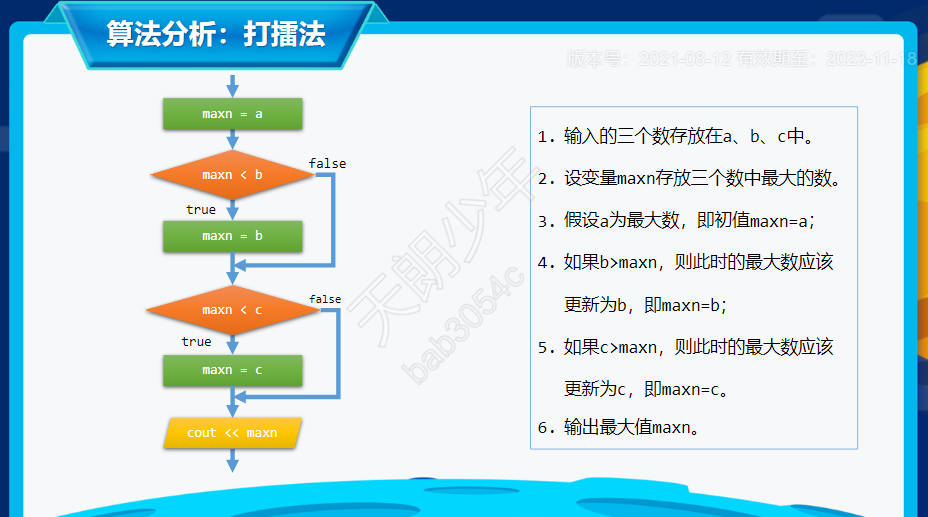 算法分析：打擂法
版本号：2021-08-12 有效期至：2023-11-18
maxn = a
maxn < b
false
true
maxn = b
maxn < c
false
true
maxn = c
cout << maxn
1. 输入的三个数存放在a、b、c中。
2. 设变量maxn存放三个数中最大的数。
3. 假设a为最大数，即初值maxn=a；
4. 如果b>maxn，则此时的最大数应该
更新为b，即maxn=b；
5. 如果c>maxn，则此时的最大数应该
更新为c，即maxn=c。
6. 输出最大值maxn。
天朗少年
bab3054c